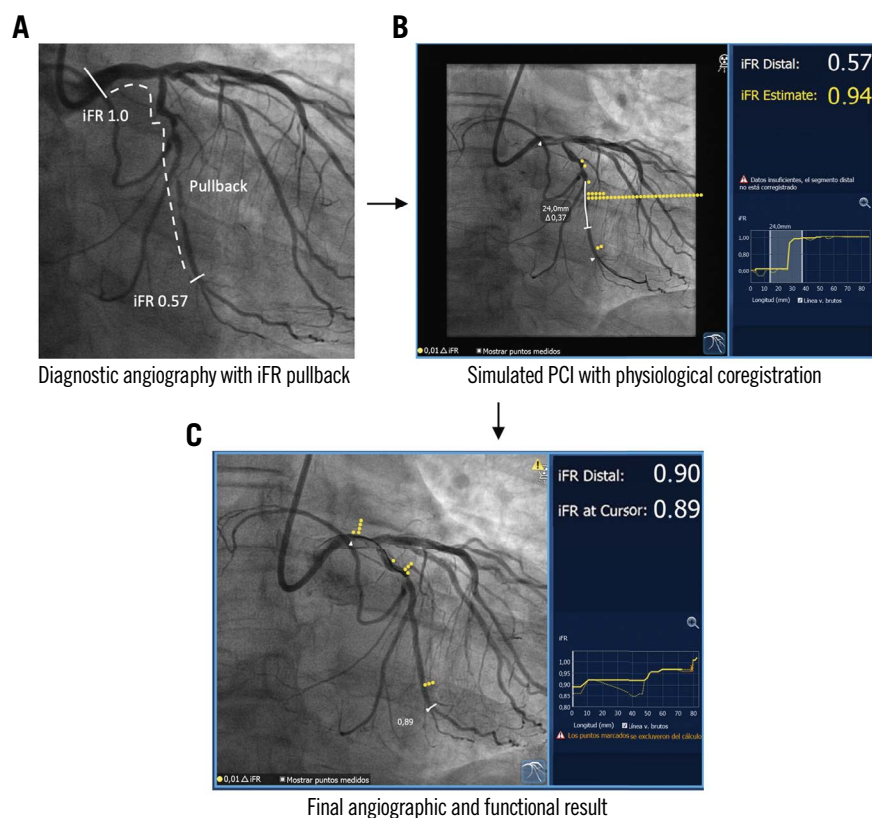 A
iFR 1.0
Pullback
iFR 0.57
Diagnostic angiography with iFR pullback
B
24,0mm
Δ0,37
0,01 Δ iFR
Mostrar puntos medidos
iFR Distal: 0.57
iFR Estimate: 0.94
Datos insuficientes, el segmento distal
no está corregistrado
iFR
24,0mm
1,00
0,80
0,60
0 10 20 30 40 50 60 70 80
Longitud (mm) Línea v. brutos
Simulated PCI with physiological coregistration
C
0,89
0,01 Δ iFR
Mostrar puntos medidos
iFR Distal: 0.90
iFR at Cursor: 0.89
iFR
1,00
0,95
0,90
0,85
0,80
0 10 20 30 40 50 60 70 80
Longitud (mm) Línea v. brutos
Los puntos marcados se excluyeron del cálculo
Final angiographic and functional result